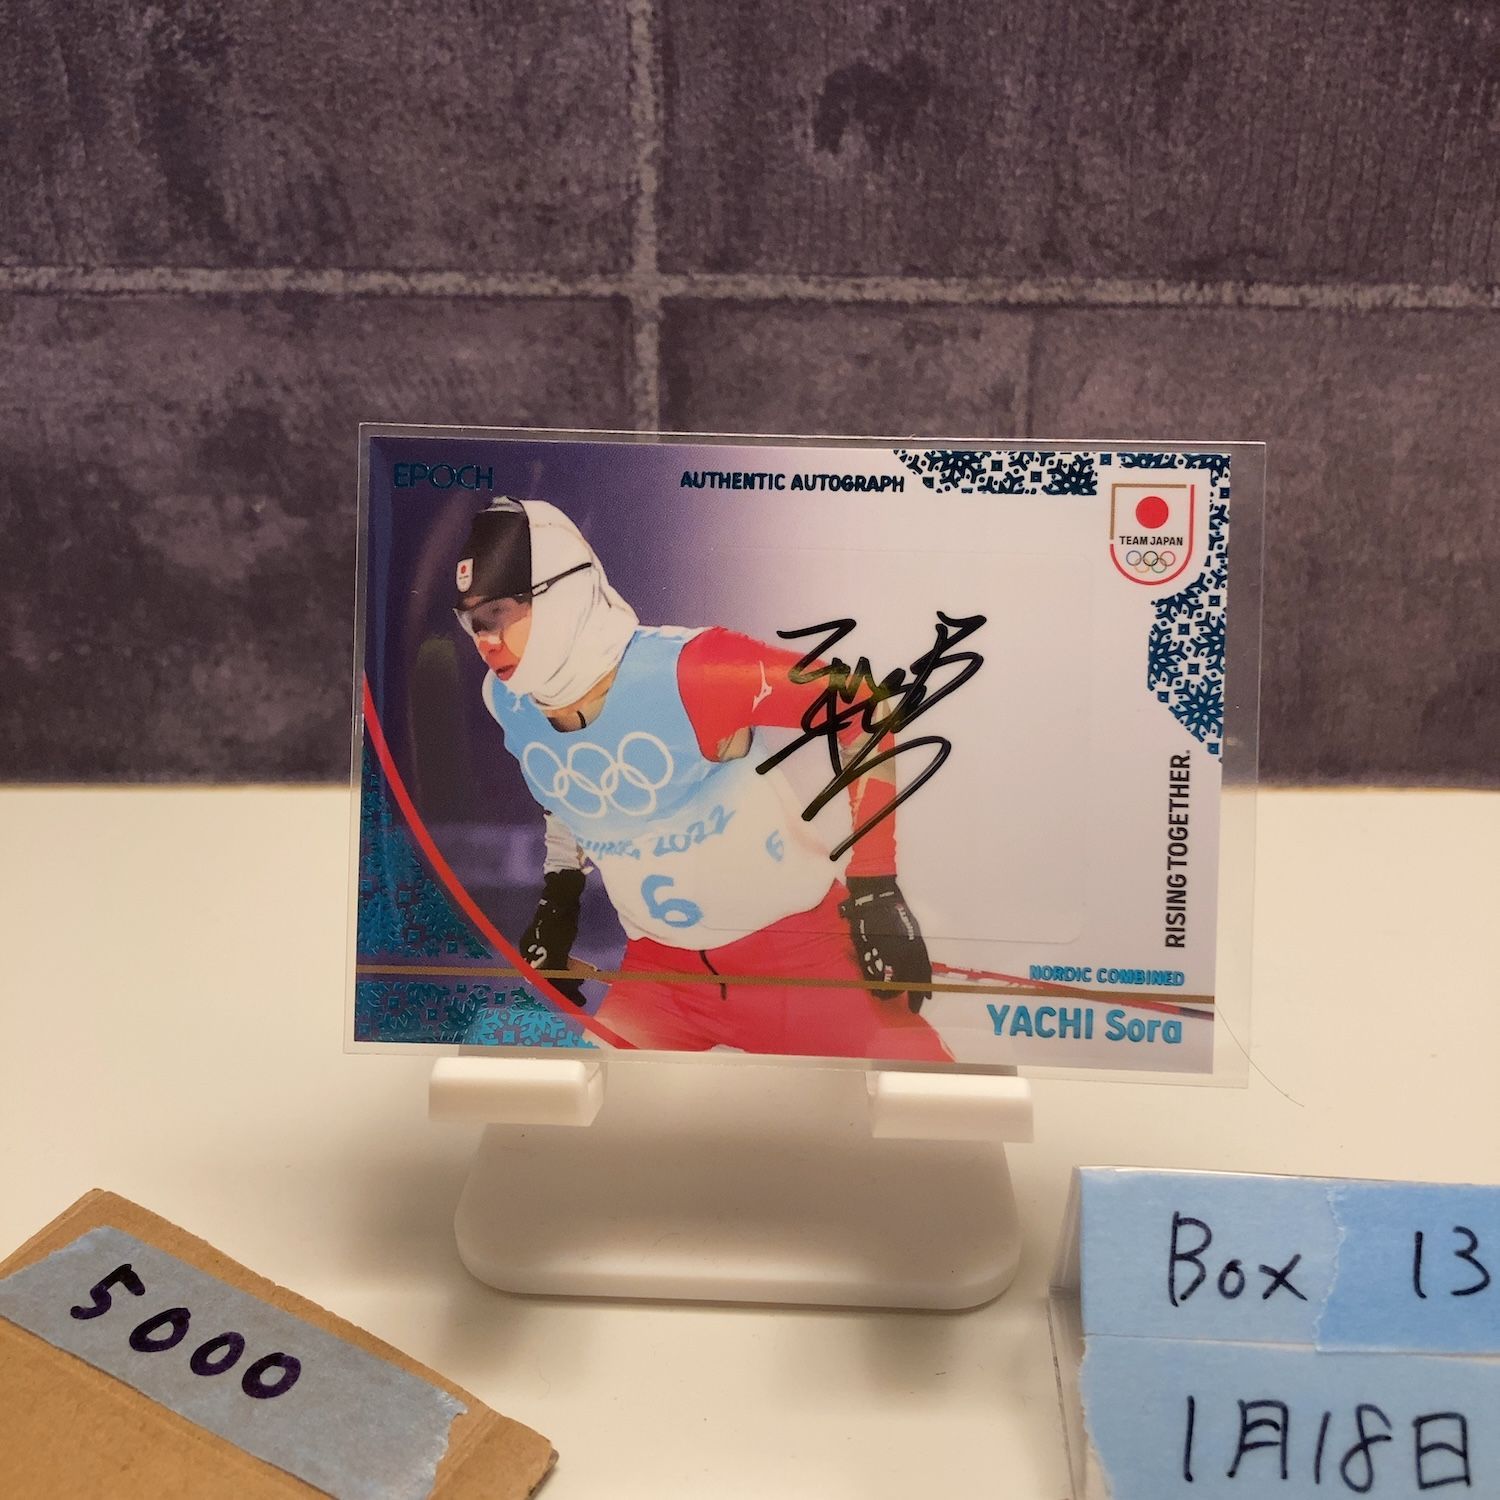 EPOCH
AUTHENTIC AUTOGRAPH
TEAM JAPAN
2022
6
RISING TOGETHER.
NORDIC COMBINED
YACHI Sora
5000
Box 13
1月18日